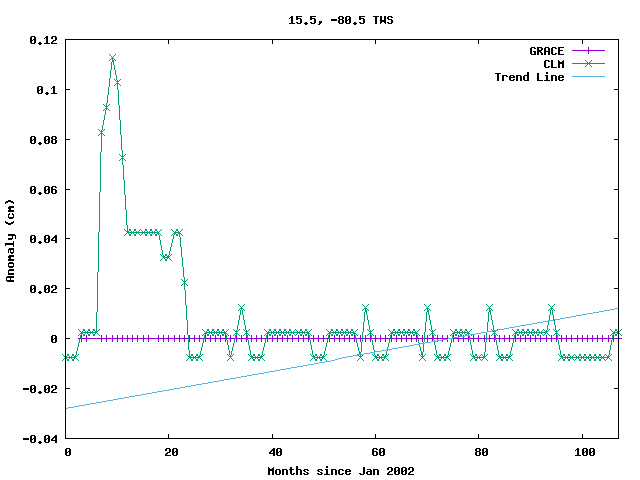 15.5, -80.5 TWS
0.12
0.1
0.08
0.06
0.04
0.02
0
-0.02
-0.04
Anomaly (cm)
GRACE
CLM
Trend Line
0 20 40 60 80 100
Months since Jan 2002